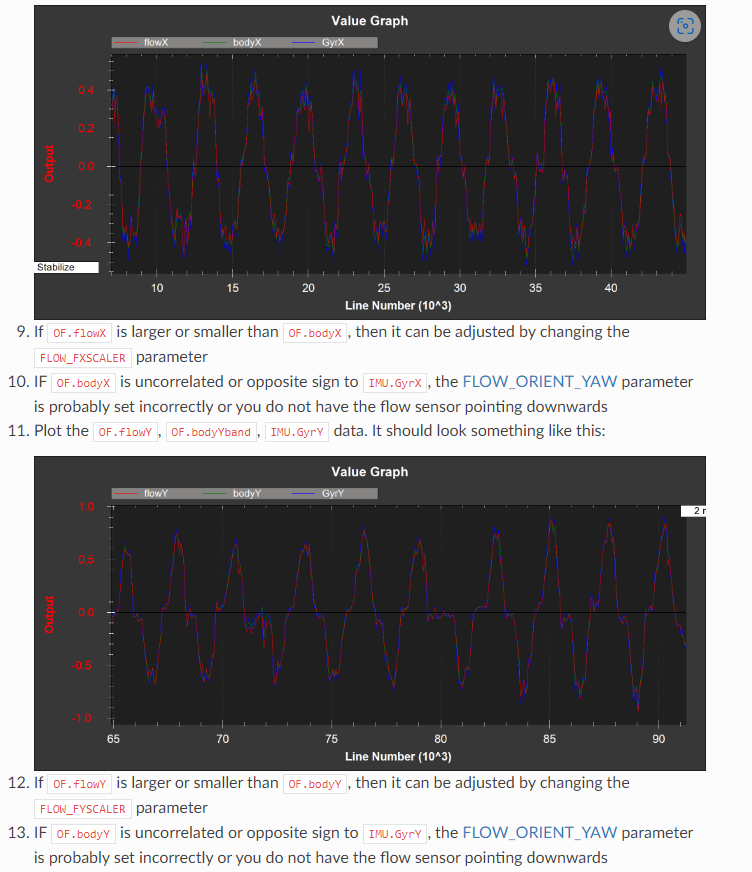 Value Graph
flowX bodyX GyrX
0.4
0.2
0.0
-0.2
-0.4
Output
Stabilize
10 15 20 25 30 35 40
Line Number (10^3)
9. If OF.flowX is larger or smaller than OF.bodyX, then it can be adjusted by changing the
FLOW_FXSCALER parameter
10. IF OF.bodyX is uncorrelated or opposite sign to IMU.GyrX, the FLOW_ORIENT_YAW parameter
is probably set incorrectly or you do not have the flow sensor pointing downwards
11. Plot the OF.flowY, OF.bodyYband, IMU.GyrY data. It should look something like this:
Value Graph
flowY bodyY GyrY
2 r
1.0
0.5
0.0
-0.5
-1.0
Output
65 70 75 80 85 90
Line Number (10^3)
12. If OF.flowY is larger or smaller than OF.bodyY, then it can be adjusted by changing the
FLOW_FYSCALER parameter
13. IF OF.bodyY is uncorrelated or opposite sign to IMU.GyrY, the FLOW_ORIENT_YAW parameter
is probably set incorrectly or you do not have the flow sensor pointing downwards